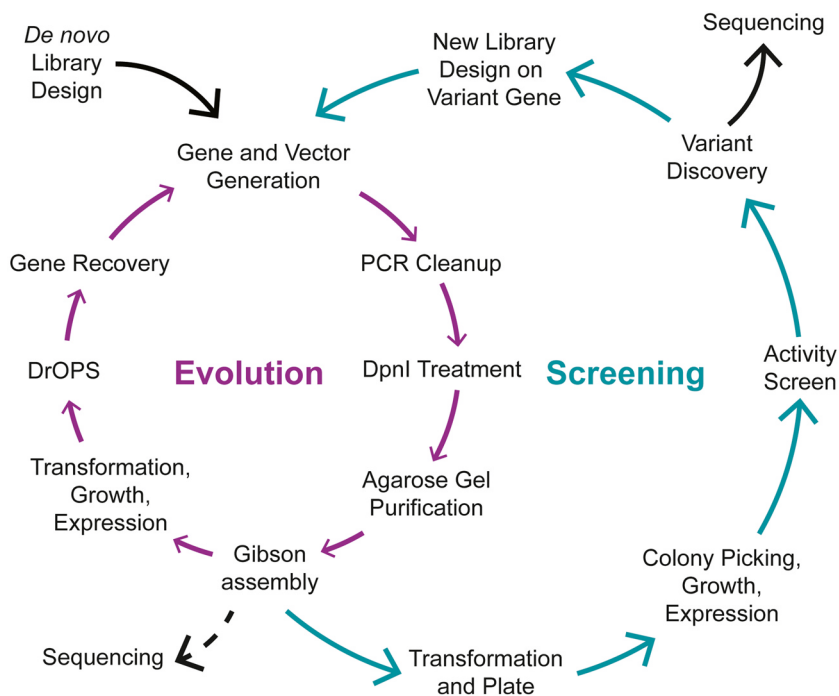 De novo
Library
Design
New Library
Design on
Variant Gene
Sequencing
Gene and Vector
Generation
Variant
Discovery
Gene Recovery
PCR Cleanup
DrOPS
Evolution
DpnI Treatment
Screening
Activity
Screen
Transformation,
Growth,
Expression
Agarose Gel
Purification
Gibson
assembly
Colony Picking,
Growth,
Expression
Sequencing
Transformation
and Plate